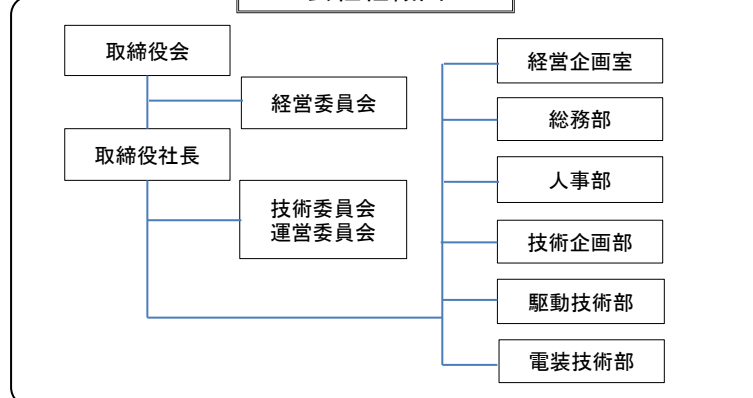 取締役会
経営委員会
取締役社長
技術委員会
運営委員会
経営企画室
総務部
人事部
技術企画部
駆動技術部
電装技術部